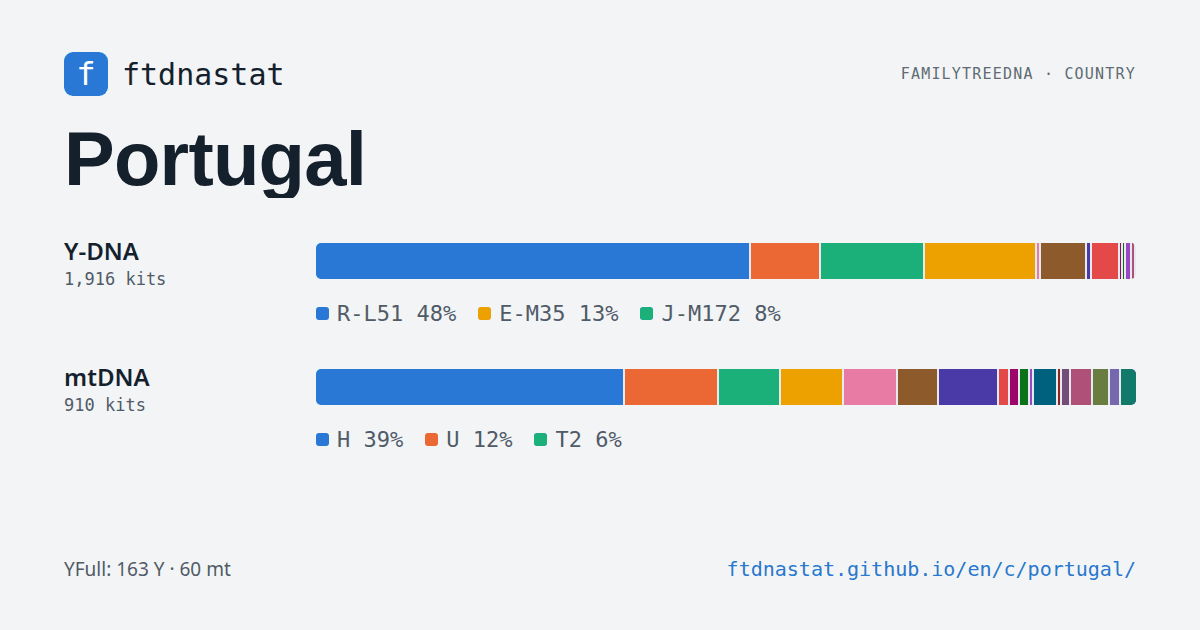 f ftdnastat
FAMILYTREEDNA · COUNTRY
Portugal
Y-DNA
1,916 kits
R-L51 48% E-M35 13% J-M172 8%
mtDNA
910 kits
H 39% U 12% T2 6%
YFull: 163 Y · 60 mt
ftdnastat.github.io/en/c/portugal/